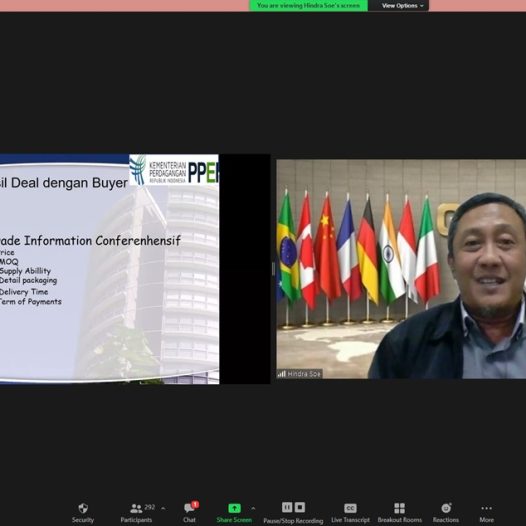 You are viewing Hindra Soe's screen
View Options
KEMENTERIAN
PERDAGANGAN
REPUBLIK INDONESIA
PPE
sil Deal dengan Buyer
ade Information Conferenhensif
rice
MOQ
Supply Abillity
Detail packaging
Delivery Time
Term of Payments
Hindra Soe
Security
292
Participants
1
Chat
Share Screen
Pause/Stop Recording
CC
Live Transcript
Breakout Rooms
Reactions
More